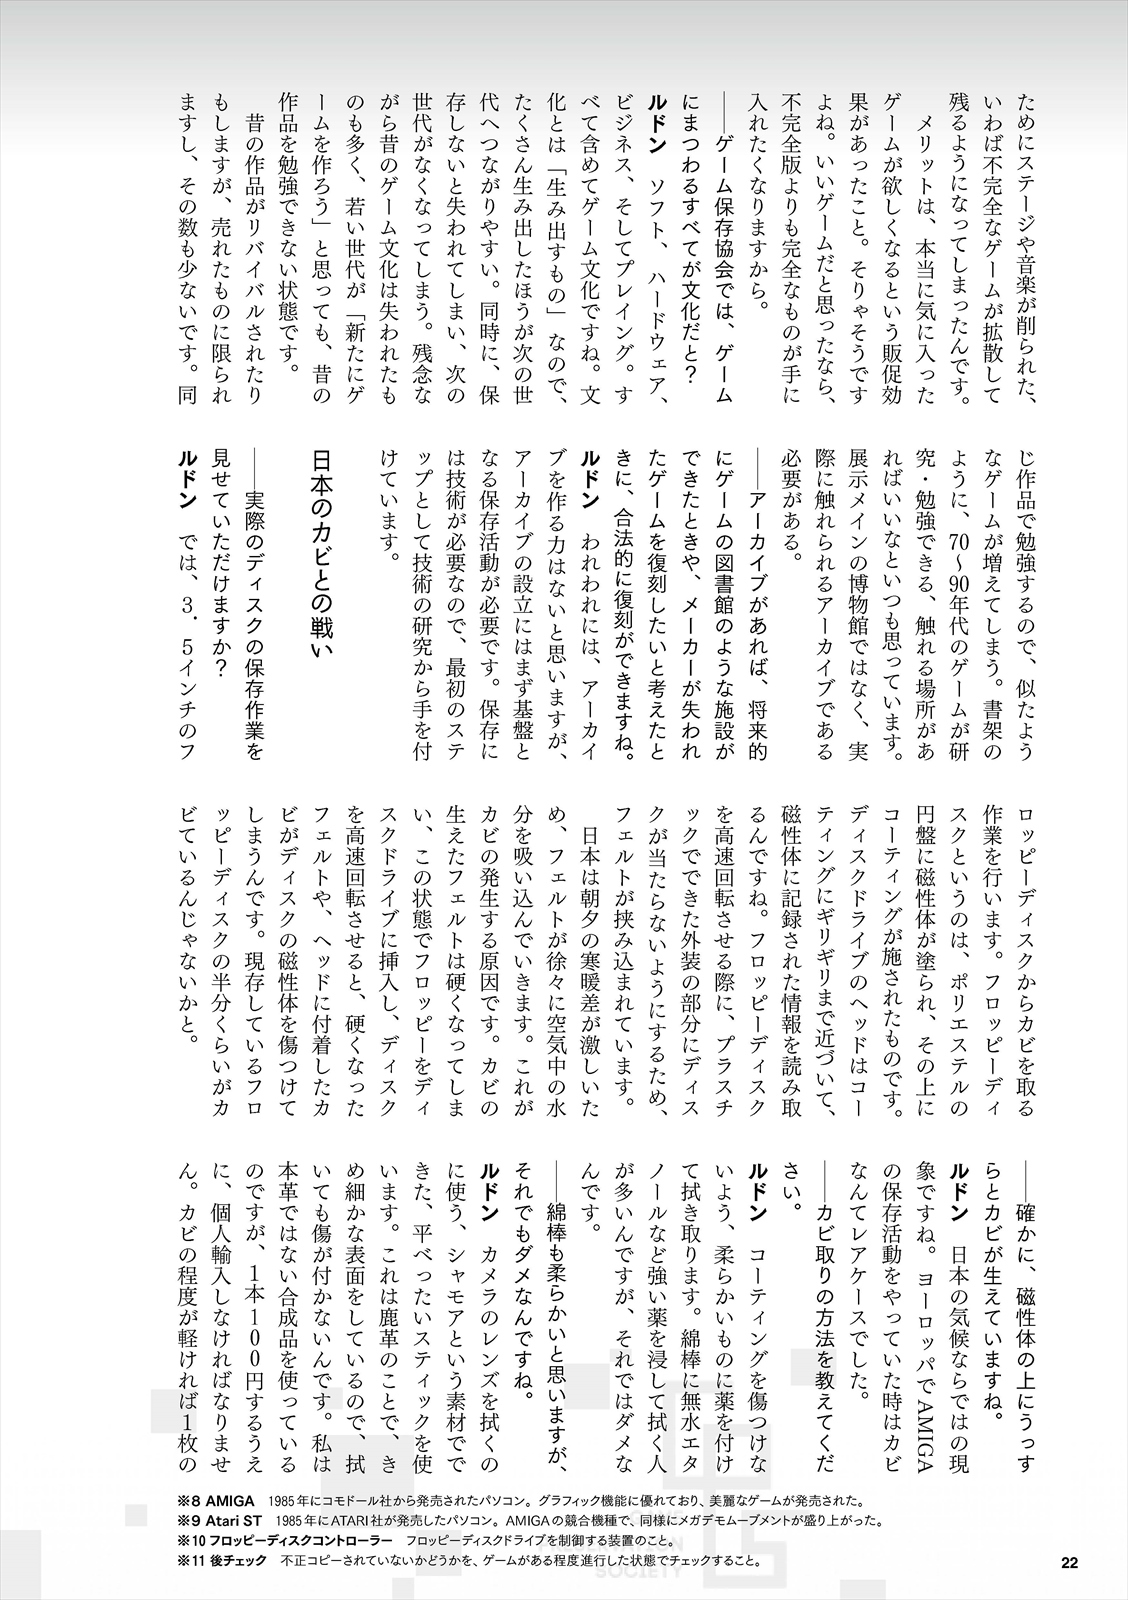 ためにステージや音楽が削られた、
いわば不完全なゲームが拡散して
残るようになってしまったんです。
　メリットは、本当に気に入った
ゲームが欲しくなるという販促効
果があったこと。そりゃそうです
よね。いいゲームだと思ったなら、
不完全版よりも完全なものが手に
入れたくなりますから。
――ゲーム保存協会では、ゲーム
にまつわるすべてが文化だと？
ルドン　ソフト、ハードウェア、
ビジネス、そしてプレイング。す
べて含めてゲーム文化ですね。文
化とは「生み出すもの」なので、
たくさん生み出したほうが次の世
代へつながりやすい。同時に、保
存しないと失われてしまい、次の
世代がなくなってしまう。残念な
がら昔のゲーム文化は失われたも
のも多く、若い世代が「新たにゲ
ームを作ろう」と思っても、昔の
作品を勉強できない状態です。
　昔の作品がリバイバルされたり
もしますが、売れたものに限られ
ますし、その数も少ないです。同
じ作品で勉強するので、似たよう
なゲームが増えてしまう。書架の
ように、70～90年代のゲームが研
究・勉強できる、触れる場所があ
ればいいなといつも思っています。
展示メインの博物館ではなく、実
際に触れられるアーカイブである
必要がある。
――アーカイブがあれば、将来的
にゲームの図書館のような施設が
できたときや、メーカーが失われ
たゲームを復刻したいと考えたと
きに、合法的に復刻ができますね。
ルドン　われわれには、アーカイ
ブを作る力はないと思いますが、
アーカイブの設立にはまず基盤と
なる保存活動が必要です。保存に
は技術が必要なので、最初のステ
ップとして技術の研究から手を付
けています。
日本のカビとの戦い
――実際のディスクの保存作業を
見せていただけますか？
ルドン　では、3．5インチのフ
ロッピーディスクからカビを取る
作業を行います。フロッピーディ
スクというのは、ポリエステルの
円盤に磁性体が塗られ、その上に
コーティングが施されたものです。
ディスクドライブのヘッドはコー
ティングにギリギリまで近づいて、
磁性体に記録された情報を読み取
るんですね。フロッピーディスク
を高速回転させる際に、プラスチ
ックでできた外装の部分にディス
クが当たらないようにするため、
フェルトが挟み込まれています。
　日本は朝夕の寒暖差が激しいた
め、フェルトが徐々に空気中の水
分を吸い込んでいきます。これが
カビの発生する原因です。カビの
生えたフェルトは硬くなってしま
い、この状態でフロッピーをディ
スクドライブに挿入し、ディスク
を高速回転させると、硬くなった
フェルトや、ヘッドに付着したカ
ビがディスクの磁性体を傷つけて
しまうんです。現存しているフロ
ッピーディスクの半分くらいがカ
ビているんじゃないかと。
――確かに、磁性体の上にうっす
らとカビが生えていますね。
ルドン　日本の気候ならではの現
象ですね。ヨーロッパでAMIGA
の保存活動をやっていた時はカビ
なんてレアケースでした。
――カビ取りの方法を教えてくだ
さい。
ルドン　コーティングを傷つけな
いよう、柔らかいものに薬を付け
て拭き取ります。綿棒に無水エタ
ノールなど強い薬を浸して拭く人
が多いんですが、それではダメな
んです。
――綿棒も柔らかいと思いますが、
それでもダメなんですね。
ルドン　カメラのレンズを拭くの
に使う、シャモアという素材でで
きた、平べったいスティックを使
います。これは鹿革のことで、き
め細かな表面をしているので、拭
いても傷が付かないんです。私は
本革ではない合成品を使っている
のですが、1本100円するうえ
に、個人輸入しなければなりませ
ん。カビの程度が軽ければ1枚の
※8 AMIGA　1985年にコモドール社から発売されたパソコン。グラフィック機能に優れており、美麗なゲームが発売された。
※9 Atari ST　1985年にATARI社が発売したパソコン。AMIGAの競合機種で、同様にメガデモムーブメントが盛り上がった。
※10 フロッピーディスクコントローラー　フロッピーディスクドライブを制御する装置のこと。
※11 後チェック　不正コピーされていないかどうかを、ゲームがある程度進行した状態でチェックすること。
PRESERVATION
SOCIETY
22